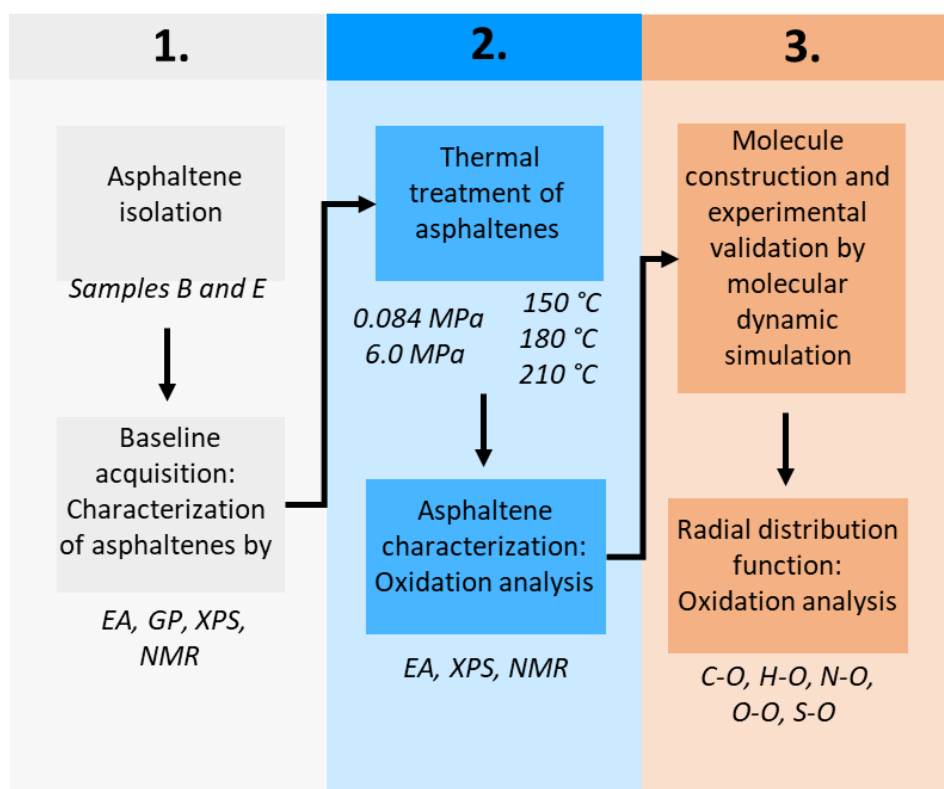 1.
Asphaltene
isolation
Samples B and E
Baseline
acquisition:
Characterization
of asphaltenes by
EA, GP, XPS,
NMR
2.
Thermal
treatment of
asphaltenes
0.084 MPa
6.0 MPa
150 °C
180 °C
210 °C
Asphaltene
characterization:
Oxidation analysis
EA, XPS, NMR
3.
Molecule
construction and
experimental
validation by
molecular
dynamic
simulation
Radial distribution
function:
Oxidation analysis
C-O, H-O, N-O,
O-O, S-O